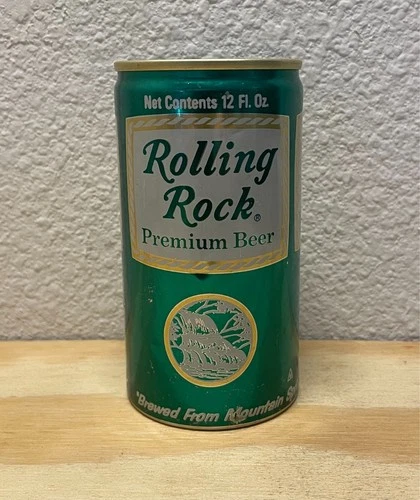 Net Contents 12 Fl. Oz.
Rolling
Rock®
Premium Beer
"Brewed From Mountain